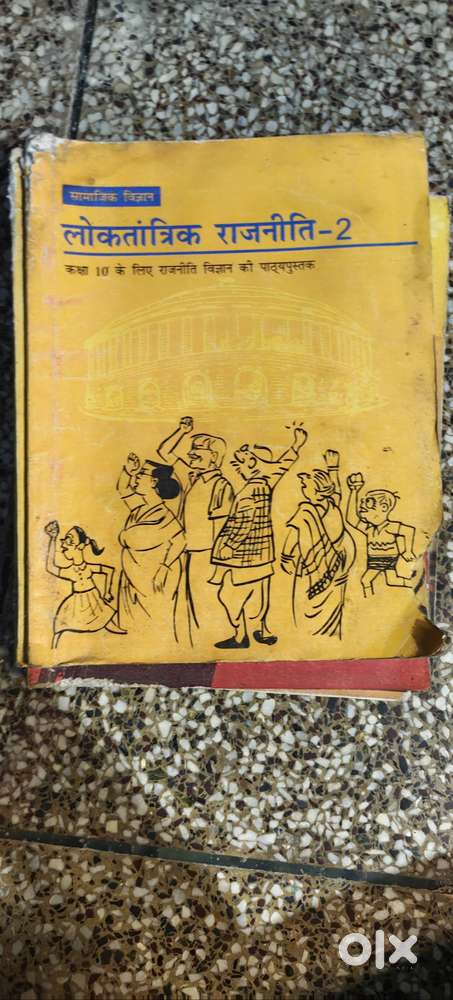 सामाजिक विज्ञान
लोकतांत्रिक राजनीति-2
कक्षा 10 के लिए राजनीति विज्ञान की पाठ्यपुस्तक
olx